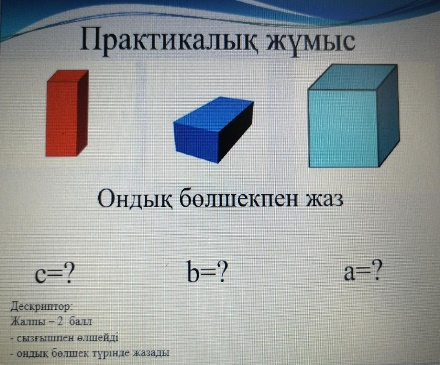 Практикалық жұмыс
Ондық бөлшекпен жаз
c=? b=? a=?
Дескриптор:
Жалпы – 2 балл
- сызғышпен өлшейді
- ондық бөлшек түрінде жазады